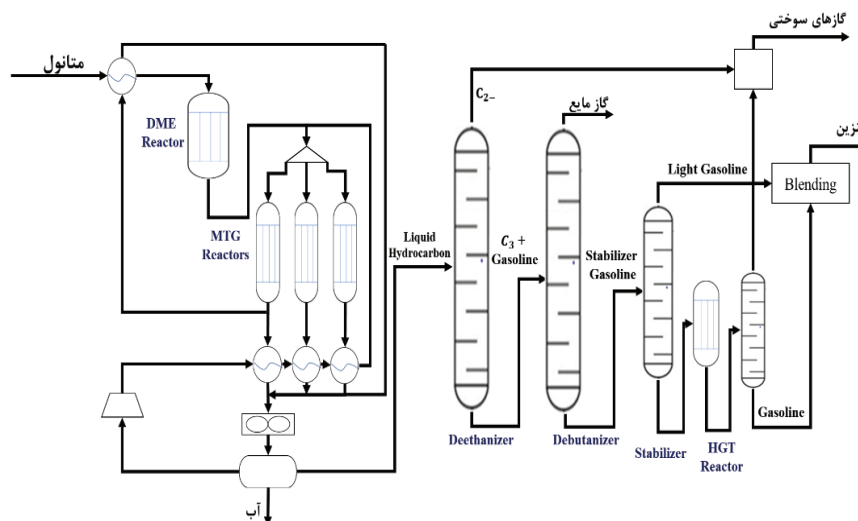 گازهای سوختی
متانول
C₂₋
گاز مایع
بنزین
DME
Reactor
Light Gasoline
Blending
MTG
Reactors
Liquid
Hydrocarbon
C₃ +
Gasoline
Stabilizer
Gasoline
Gasoline
Deethanizer
Debutanizer
Stabilizer
HGT
Reactor
آب